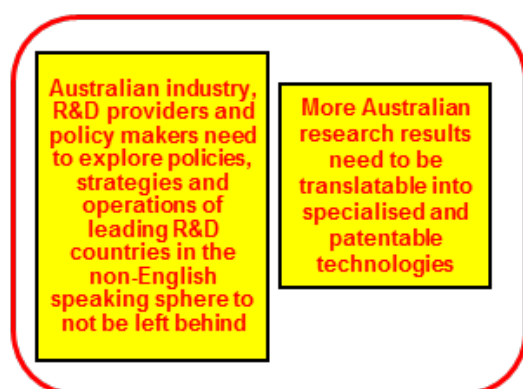 Australian industry,
R&D providers and
policy makers need
to explore policies,
strategies and
operations of
leading R&D
countries in the
non-English
speaking sphere to
not be left behind
More Australian
research results
need to be
translatable into
specialised and
patentable
technologies